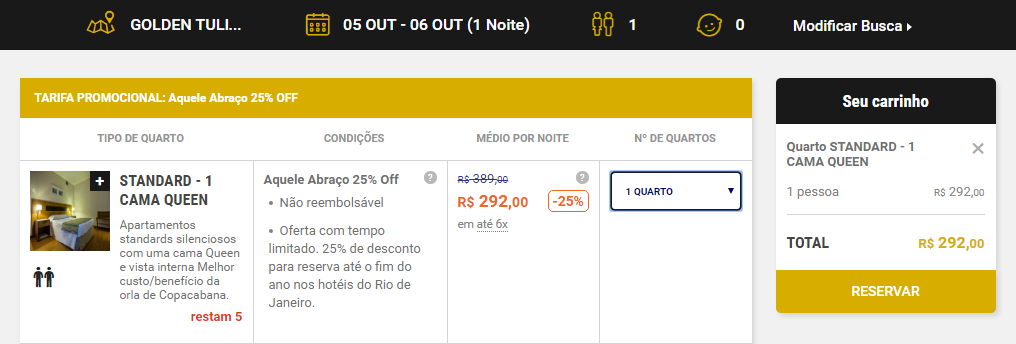 GOLDEN TULI...
05 OUT - 06 OUT (1 Noite)
1
0
Modificar Busca
TARIFA PROMOCIONAL: Aquele Abraço 25% OFF
TIPO DE QUARTO
CONDIÇÕES
MÉDIO POR NOITE
Nº DE QUARTOS
+
STANDARD - 1
CAMA QUEEN
Apartamentos
standards silenciosos
com uma cama Queen
e vista interna Melhor
custo/benefício da
orla de Copacabana.
restam 5
Aquele Abraço 25% Off
?
• Não reembolsável
• Oferta com tempo
limitado. 25% de desconto
para reserva até o fim do
ano nos hotéis do Rio de
Janeiro.
R$ 389,00
?
R$ 292,00
-25%
em até 6x
1 QUARTO
Seu carrinho
Quarto STANDARD - 1
CAMA QUEEN
1 pessoa
R$ 292,00
TOTAL
R$ 292,00
RESERVAR